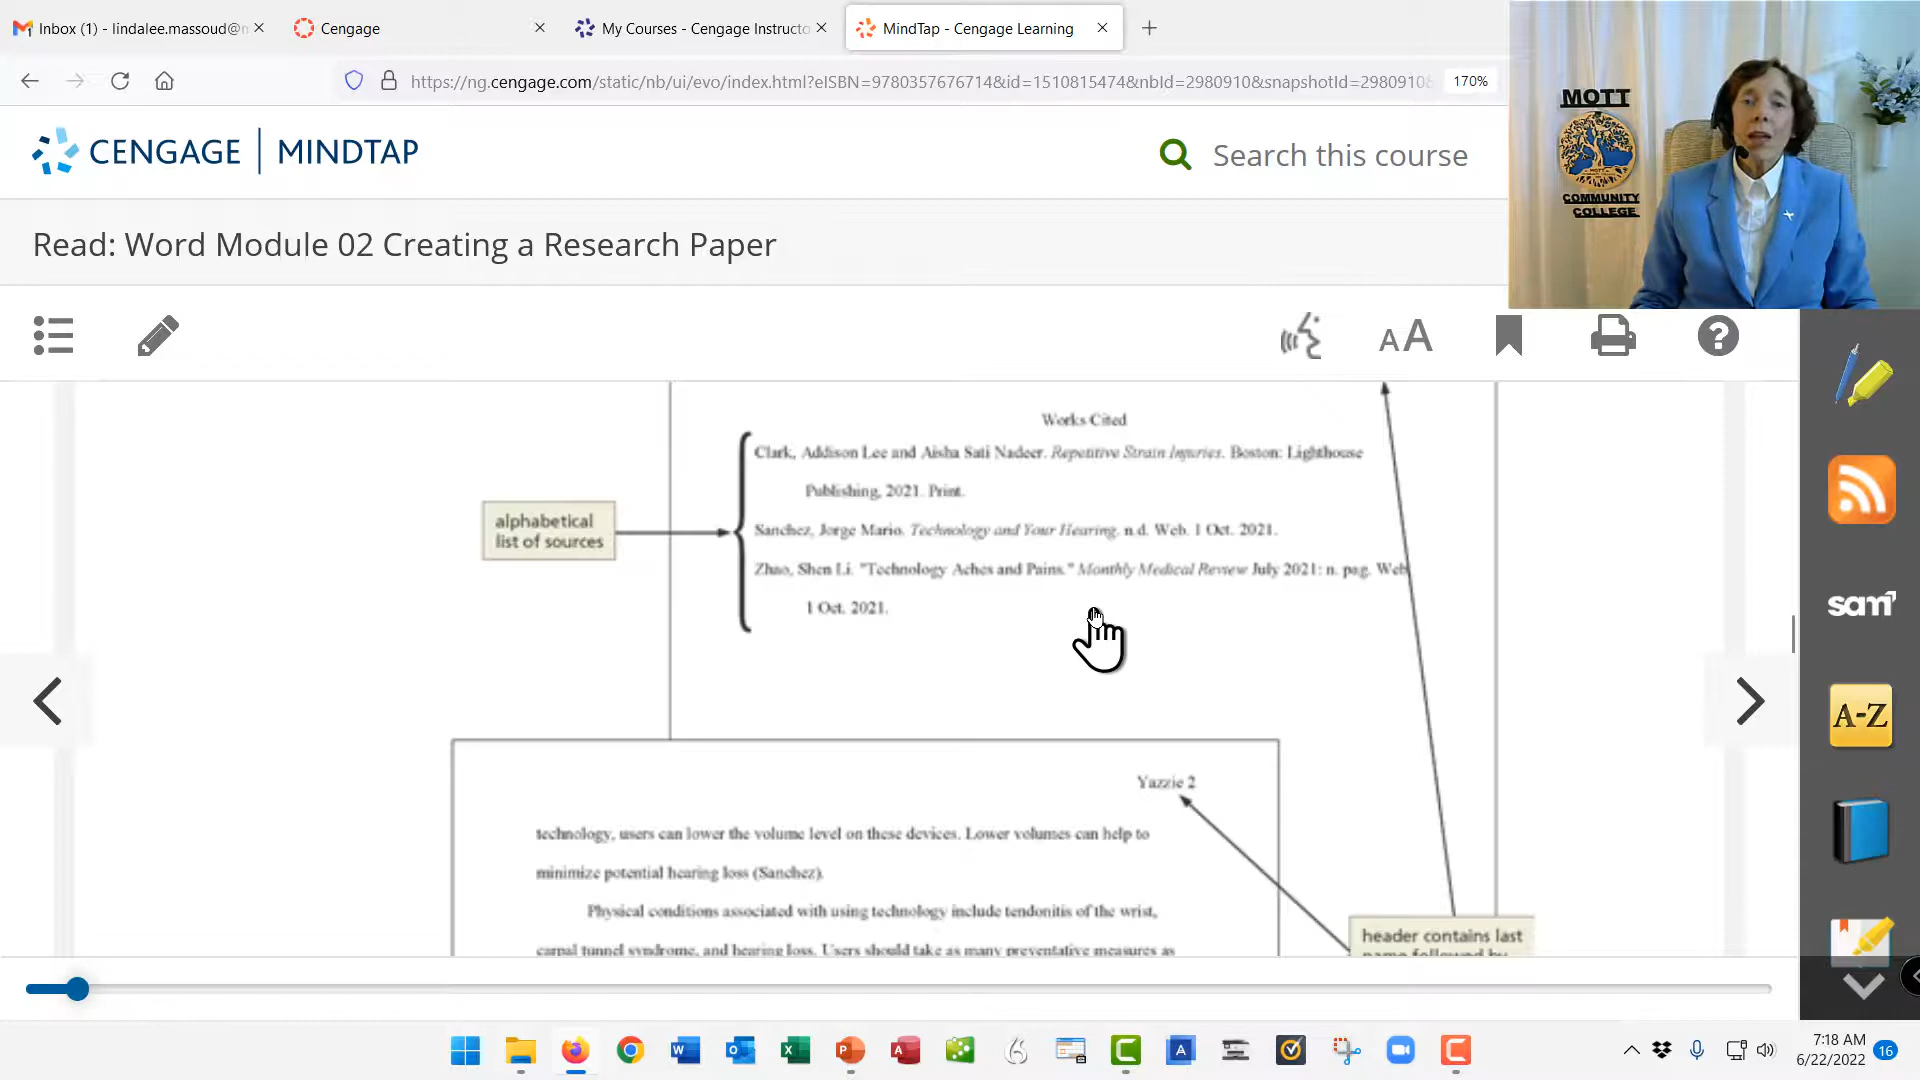 Inbox (1) - lindalee.massoud@
Cengage
My Courses - Cengage Instructo
MindTap - Cengage Learning
https://ng.cengage.com/static/nb/ui/evo/index.html?eISBN=9780357676714&id=1510815474&nbId=2980910&snapshotId=2980910&
170%
MOTT
COMMUNITY
COLLEGE
CENGAGE | MINDTAP
Search this course
Read: Word Module 02 Creating a Research Paper
AA
Works Cited
Clark, Addison Lee and Aisha Sati Nadeer. Repetitive Strain Injuries. Boston: Lighthouse
Publishing, 2021. Print.
alphabetical
list of sources
Sanchez, Jorge Mario. Technology and Your Hearing. n.d. Web. 1 Oct. 2021.
Zhao, Shen Li. "Technology Aches and Pains." Monthly Medical Review July 2021: n. pag. Web
1 Oct. 2021.
sam
A-Z
Yazzie 2
technology, users can lower the volume level on these devices. Lower volumes can help to
minimize potential hearing loss (Sanchez).
Physical conditions associated with using technology include tendonitis of the wrist,
carpal tunnel syndrome, and hearing loss. Users should take as many preventative measures as
header contains last
name followed by
7:18 AM
6/22/2022
16